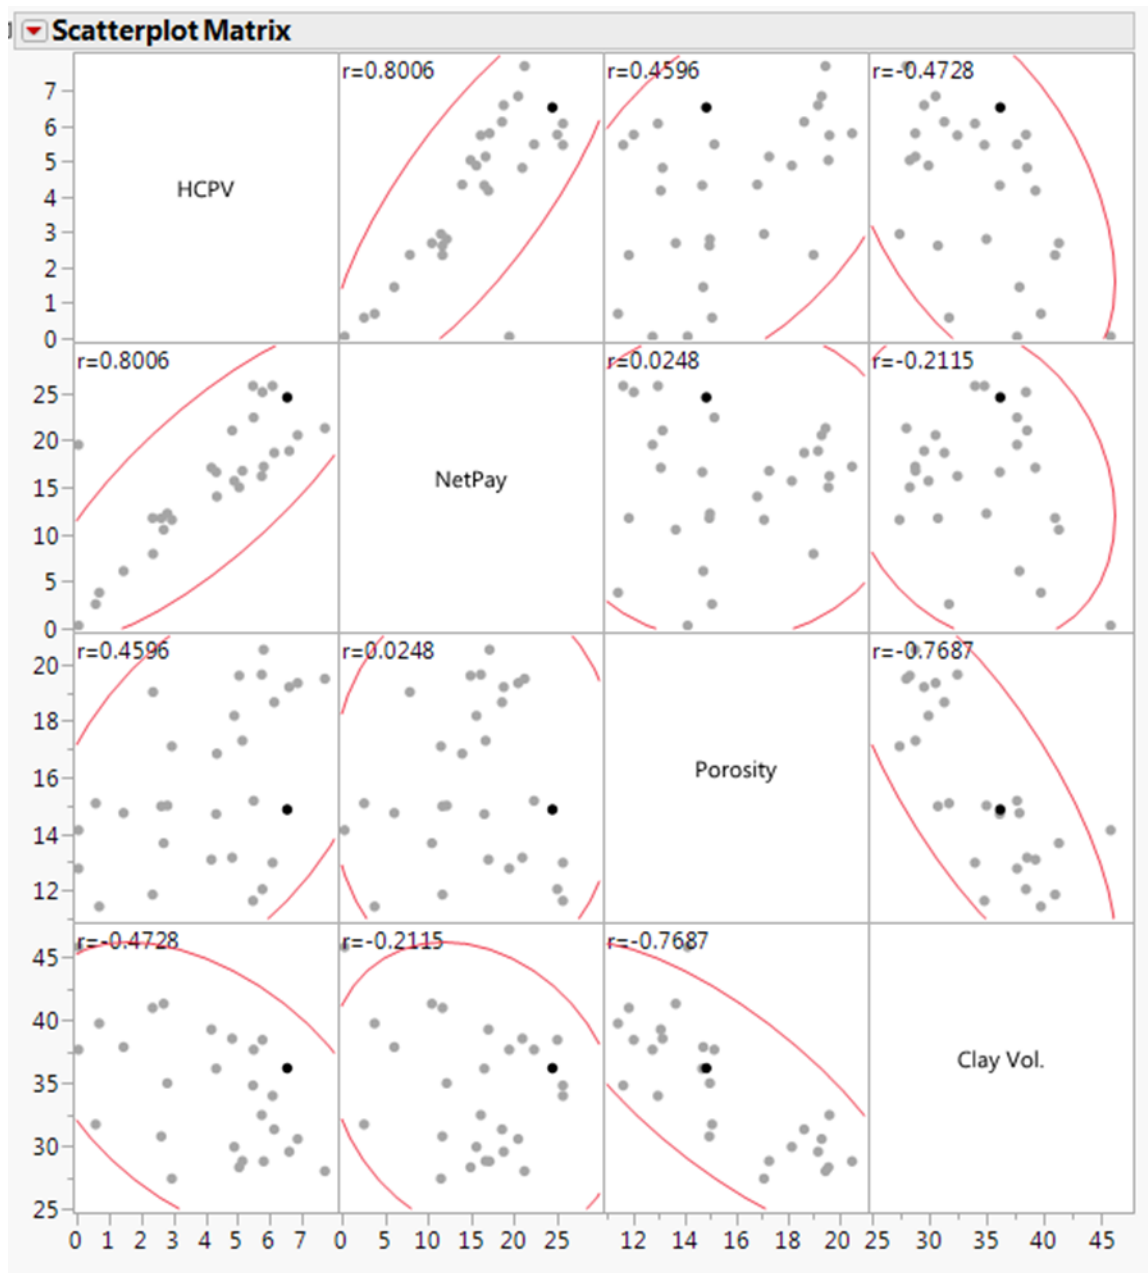 Scatterplot Matrix
r=0.8006 r=0.4596 r=-0.4728
7
6
5
4
3
2
1
0
HCPV
r=0.8006 r=0.0248 r=-0.2115
25
20
15
10
5
0
NetPay
r=0.4596 r=0.0248 r=-0.7687
20
18
16
14
12
Porosity
r=-0.4728 r=-0.2115 r=-0.7687
45
40
35
30
25
Clay Vol.
0 1 2 3 4 5 6 7 0 5 10 15 20 25 12 14 16 18 20 25 30 35 40 45